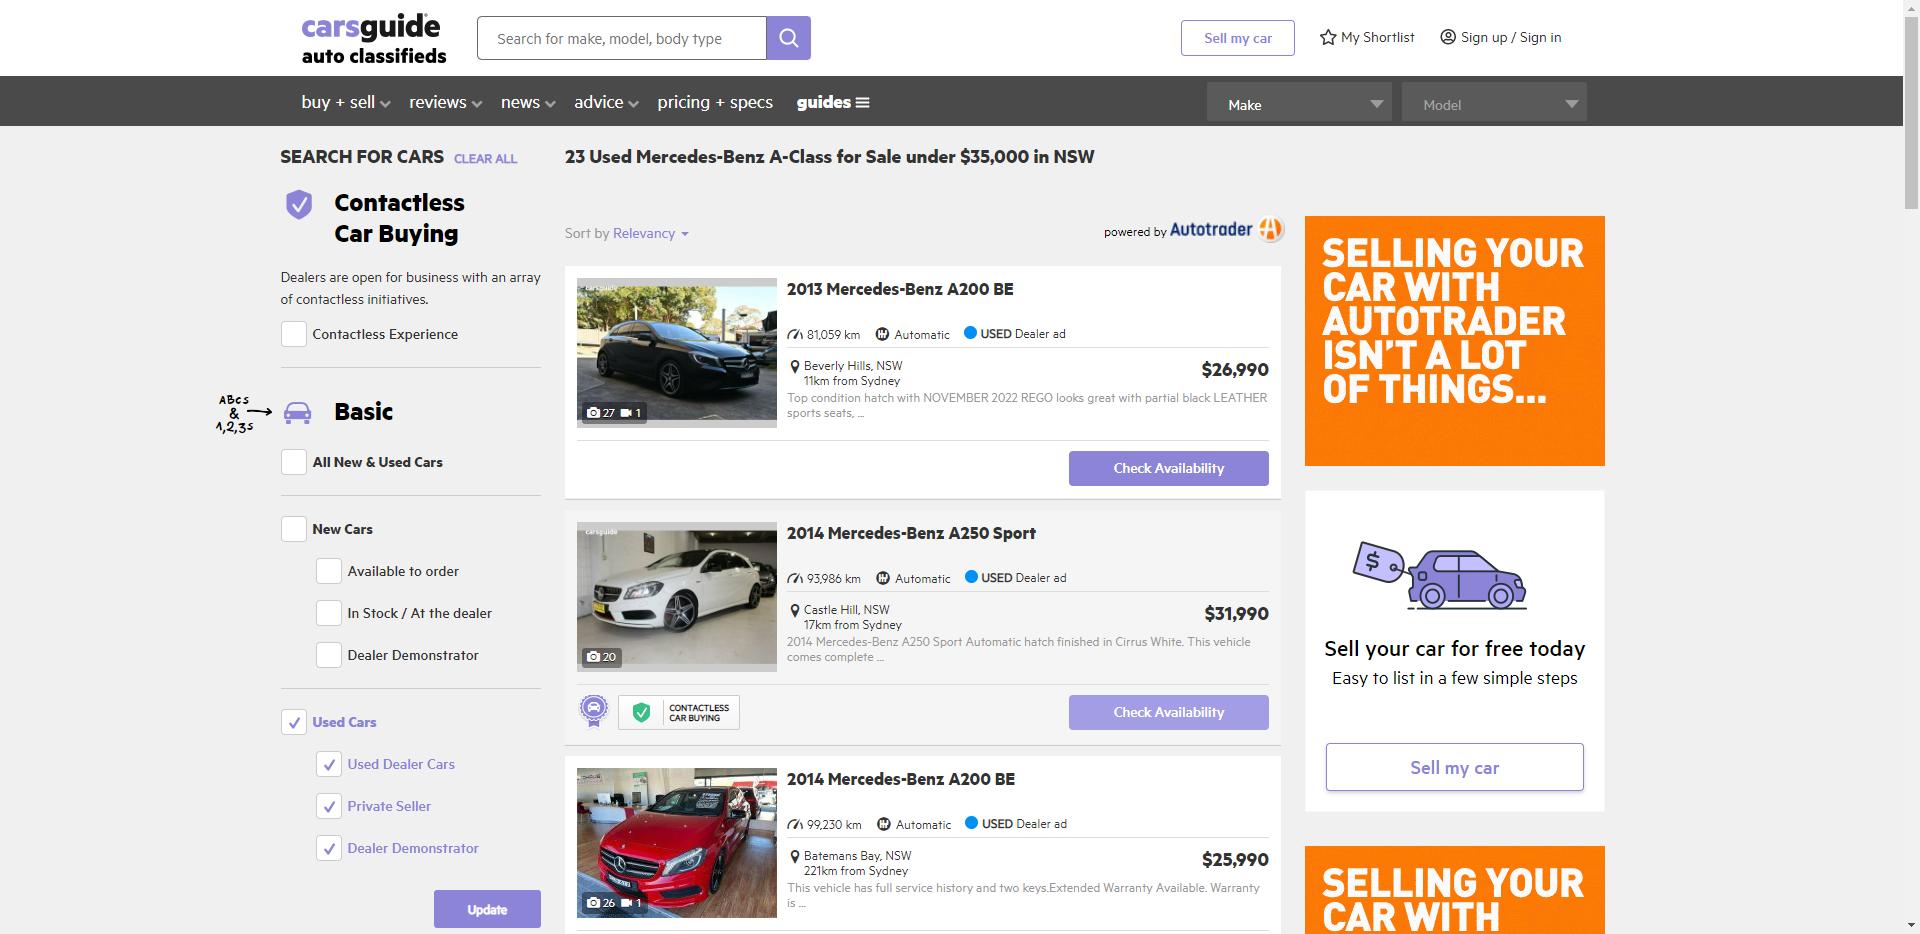 carsguide
auto classifieds
Search for make, model, body type
Sell my car
My Shortlist
Sign up / Sign in
buy + sell
reviews
news
advice
pricing + specs
guides
Make
Model
SEARCH FOR CARS CLEAR ALL
Contactless
Car Buying
Dealers are open for business with an array
of contactless initiatives.
Contactless Experience
ABCs
&
1,2,3s
Basic
All New & Used Cars
New Cars
Available to order
In Stock / At the dealer
Dealer Demonstrator
Used Cars
Used Dealer Cars
Private Seller
Dealer Demonstrator
Update
23 Used Mercedes-Benz A-Class for Sale under $35,000 in NSW
Sort by Relevancy
powered by Autotrader
carsguide
27 1
2013 Mercedes-Benz A200 BE
81,059 km Automatic USED Dealer ad
Beverly Hills, NSW
11km from Sydney
$26,990
Top condition hatch with NOVEMBER 2022 REGO looks great with partial black LEATHER
sports seats, ...
Check Availability
carsguide
20
2014 Mercedes-Benz A250 Sport
93,986 km Automatic USED Dealer ad
Castle Hill, NSW
17km from Sydney
$31,990
2014 Mercedes-Benz A250 Sport Automatic hatch finished in Cirrus White. This vehicle
comes complete ...
CONTACTLESS
CAR BUYING
Check Availability
26 1
2014 Mercedes-Benz A200 BE
99,230 km Automatic USED Dealer ad
Batemans Bay, NSW
221km from Sydney
$25,990
This vehicle has full service history and two keys.Extended Warranty Available. Warranty
is ...
SELLING YOUR
CAR WITH
AUTOTRADER
ISN'T A LOT
OF THINGS...
$
Sell your car for free today
Easy to list in a few simple steps
Sell my car
SELLING YOUR
CAR WITH